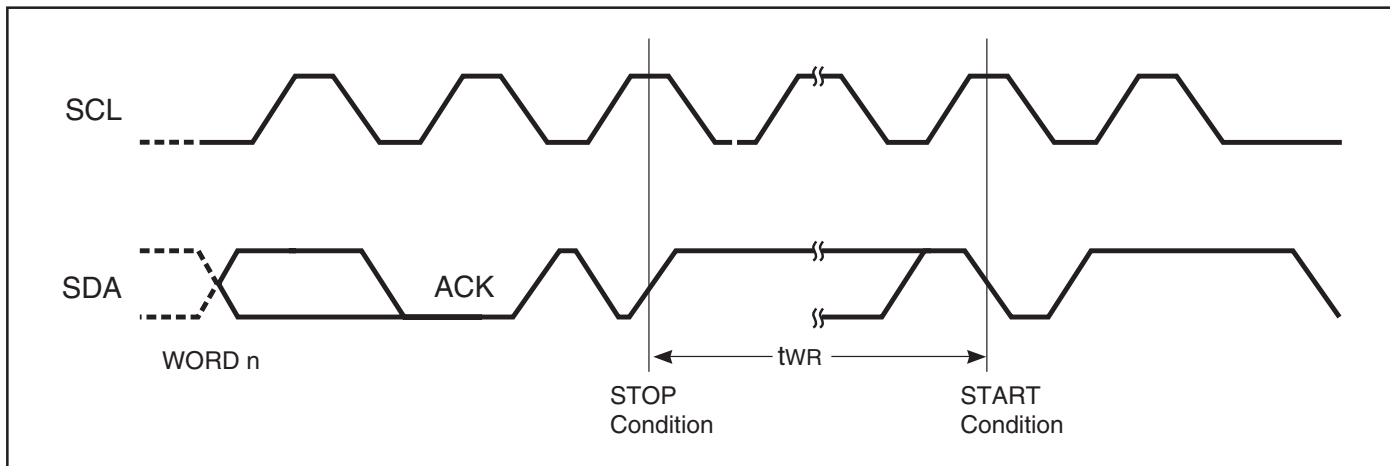 SCL
SDA
ACK
WORD n
tWR
STOP
Condition
START
Condition